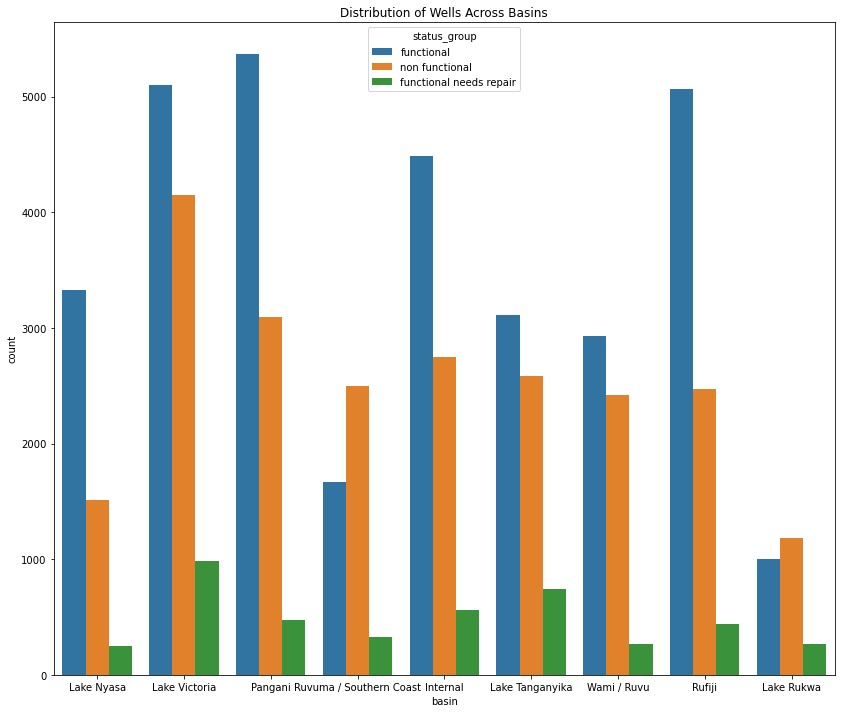 Distribution of Wells Across Basins
status_group
functional
non functional
functional needs repair
5000
4000
3000
2000
1000
0
count
Lake Nyasa Lake Victoria Pangani Ruvuma / Southern Coast Internal Lake Tanganyika Wami / Ruvu Rufiji Lake Rukwa
basin